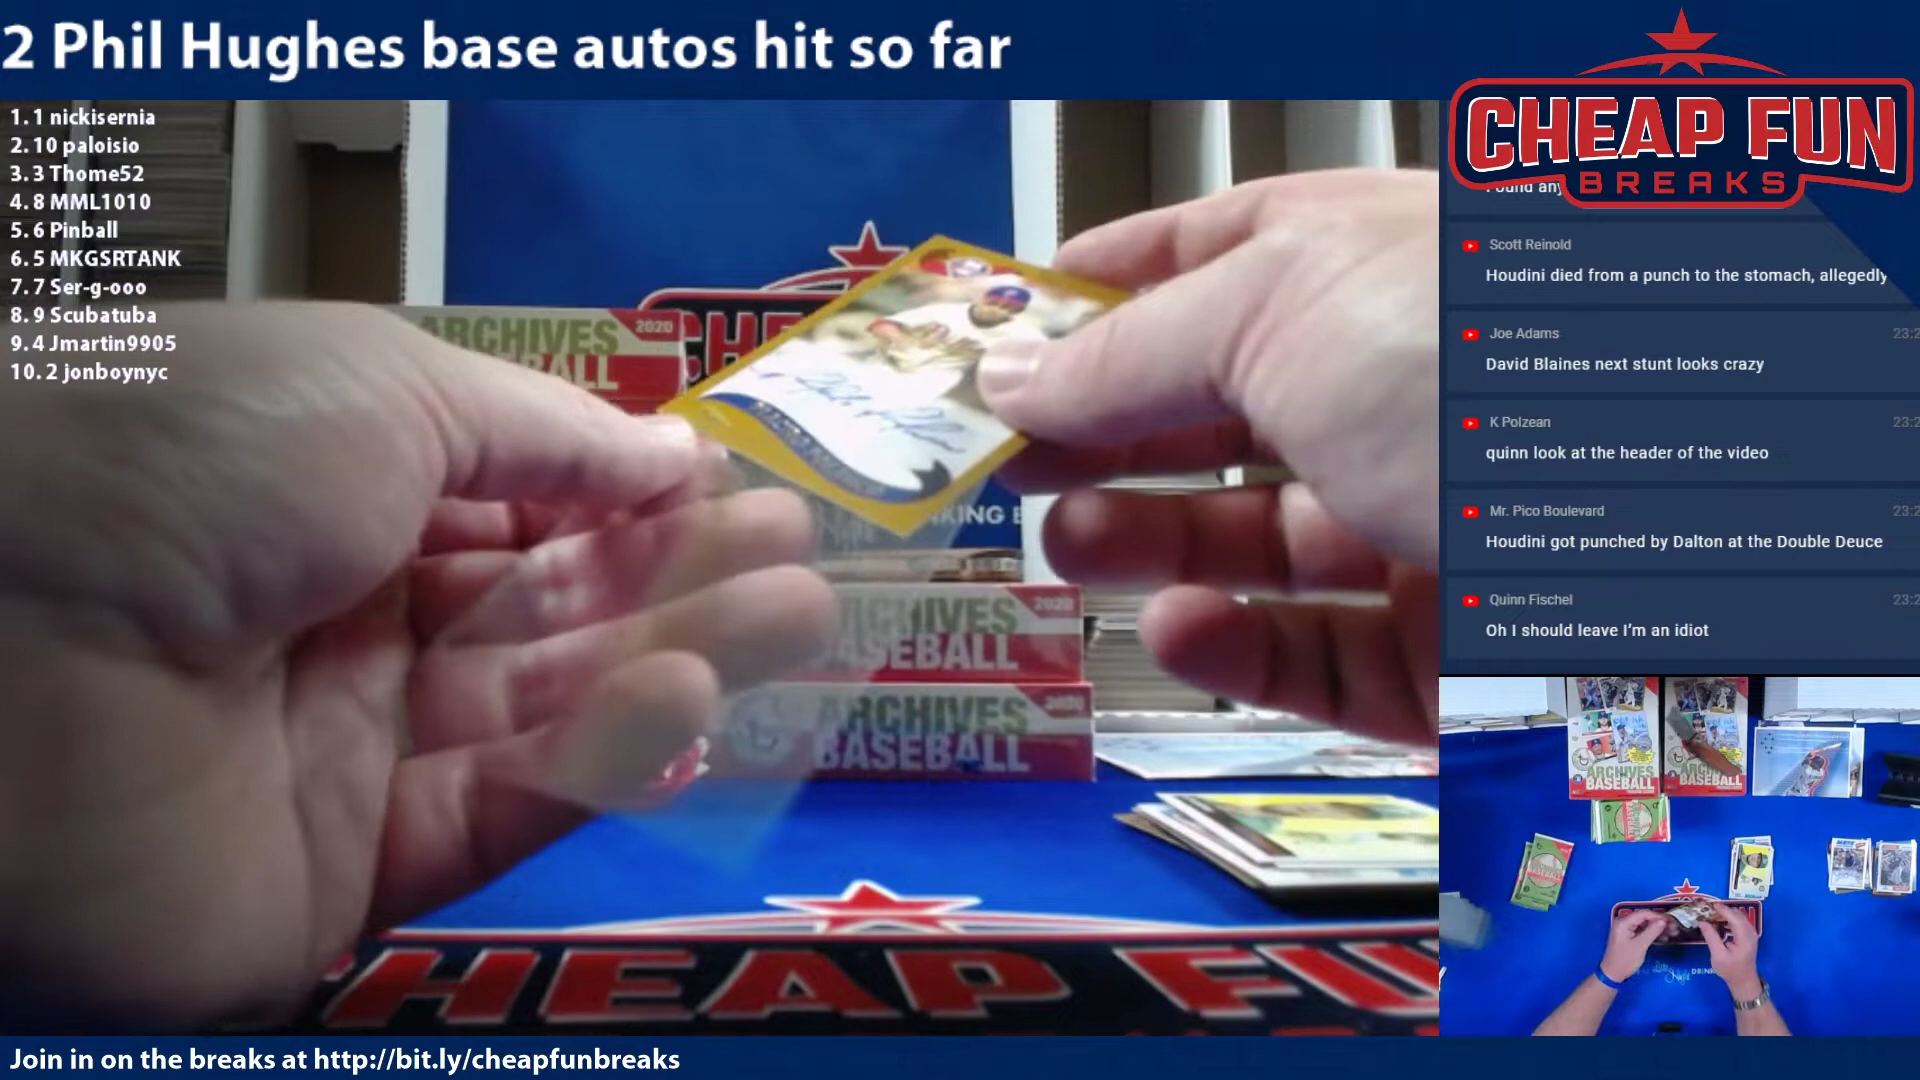 2 Phil Hughes base autos hit so far
1. 1 nickisernia
2. 10 paloisio
3. 3 Thome52
4. 8 MML1010
5. 6 Pinball
6. 5 MKGSRTANK
7. 7 Ser-g-ooo
8. 9 Scubatuba
9. 4 Jmartin9905
10. 2 jonboynyc
CHEAP FUN
BREAKS
Scott Reinold
Houdini died from a punch to the stomach, allegedly
Joe Adams
David Blaines next stunt looks crazy
K Polzean
quinn look at the header of the video
Mr. Pico Boulevard
Houdini got punched by Dalton at the Double Deuce
Quinn Fischel
Oh I should leave I'm an idiot
ARCHIVES
2020
ARCHIVES
2020
BASEBALL
ARCHIVES
2020
BASEBALL
ARCHIVES
BASEBALL
ARCHIVES
BASEBALL
Join in on the breaks at http://bit.ly/cheapfunbreaks